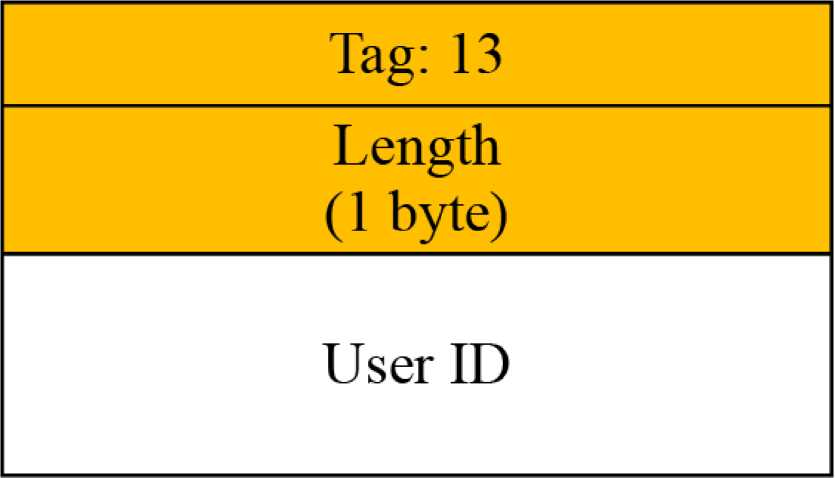 Tag: 13
Length
(1 byte)
User ID